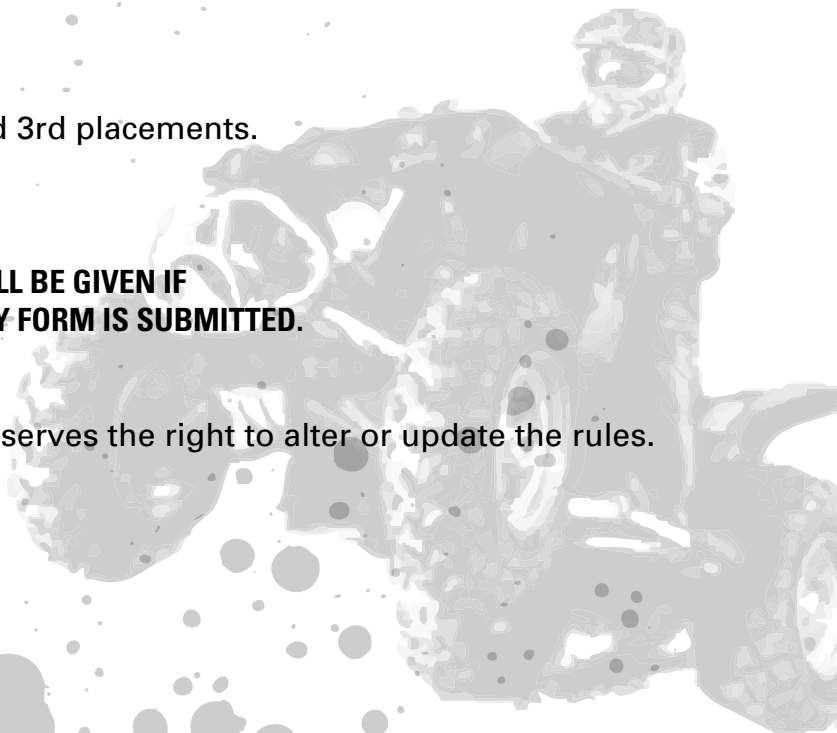 d 3rd placements.
LL BE GIVEN IF
Y FORM IS SUBMITTED.
serves the right to alter or update the rules.